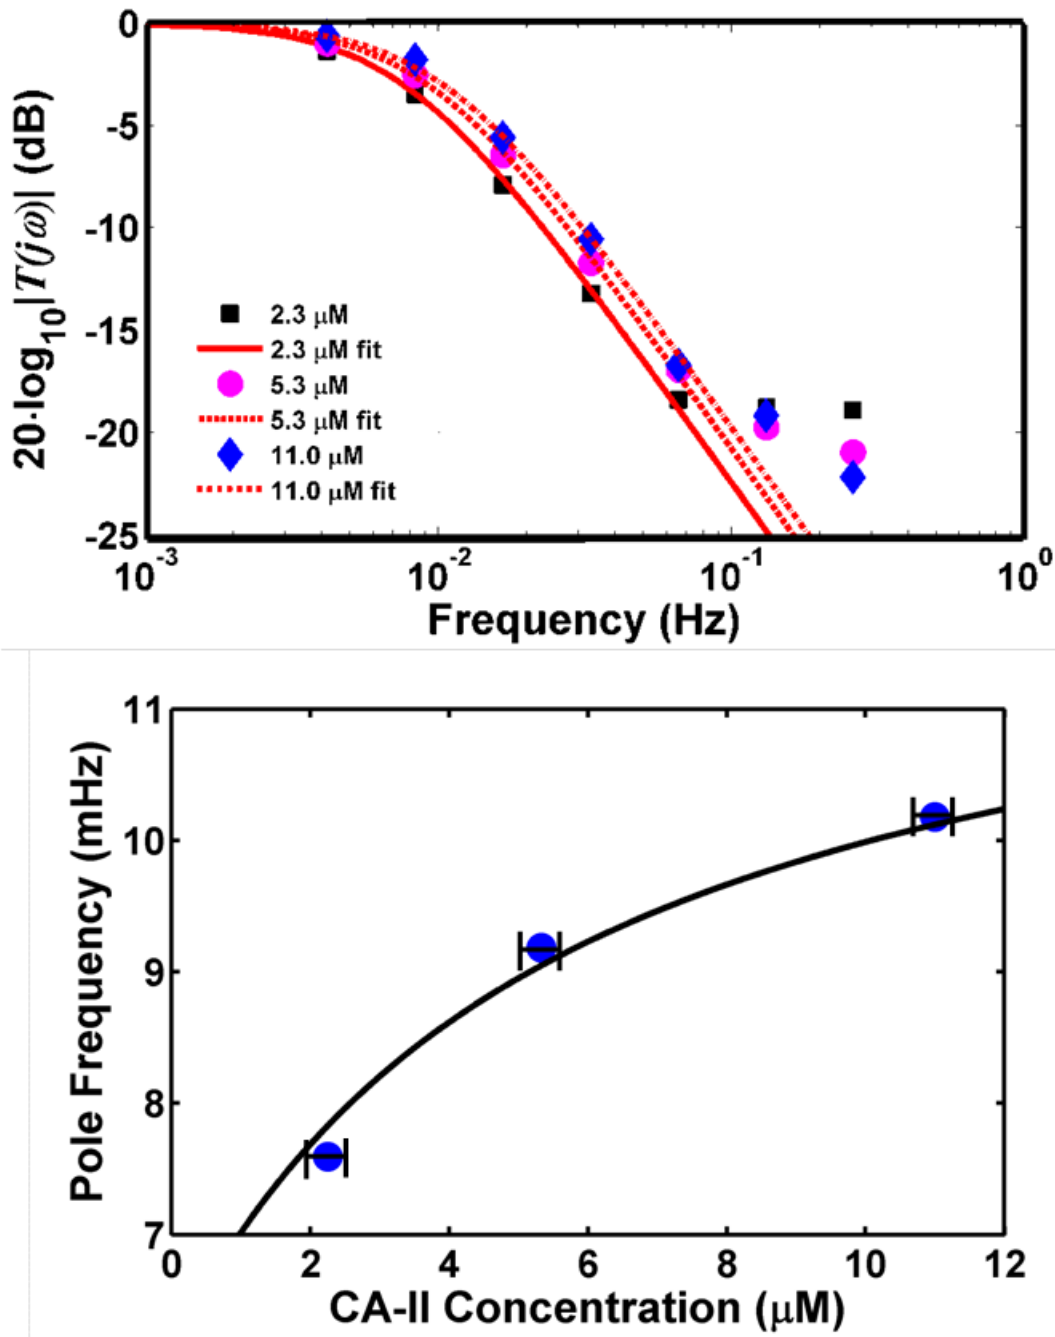 0
-5
-10
-15
-20
-25
20·log10|T(jω)| (dB)
2.3 μM
2.3 μM fit
5.3 μM
5.3 μM fit
11.0 μM
11.0 μM fit
10-3 10-2 10-1 100
Frequency (Hz)
11
10
9
8
7
Pole Frequency (mHz)
0 2 4 6 8 10 12
CA-II Concentration (μM)